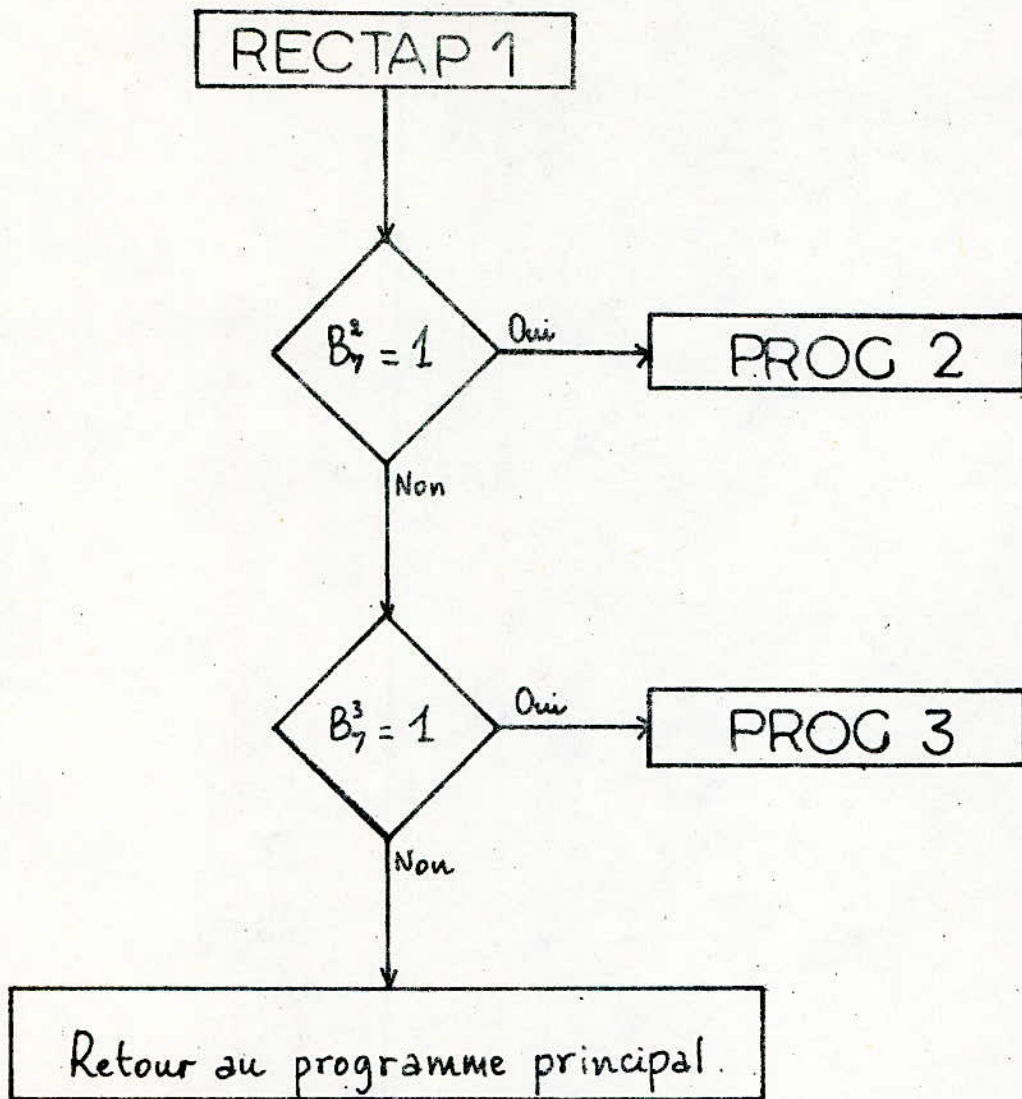 RECTAP 1
B₇² = 1
Oui
PROG 2
Non
B₇³ = 1
Oui
PROG 3
Non
Retour au programme principal.